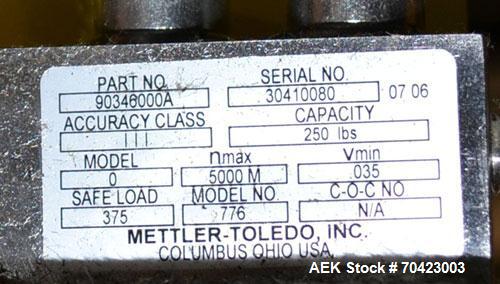 PART NO. SERIAL NO.
90346000A 30410080 07 06
ACCURACY CLASS CAPACITY
III 250 lbs
MODEL nmax Vmin
0 5000 M .035
SAFE LOAD MODEL NO. C-O-C NO
375 776 N/A
METTLER-TOLEDO, INC.
COLUMBUS OHIO USA.
AEK Stock # 70423003